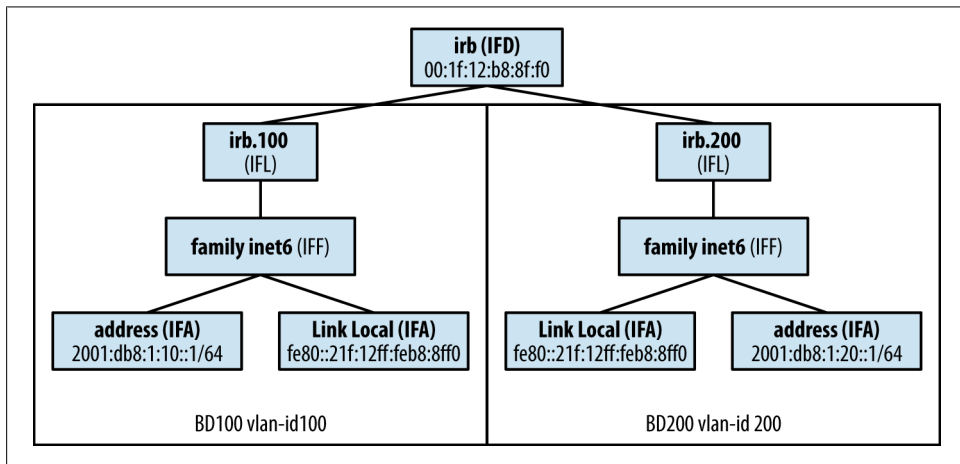 irb (IFD)
00:1f:12:b8:8f:f0
irb.100
(IFL)
irb.200
(IFL)
family inet6 (IFF)
family inet6 (IFF)
address (IFA)
2001:db8:1:10::1/64
Link Local (IFA)
fe80::21f:12ff:feb8:8ff0
Link Local (IFA)
fe80::21f:12ff:feb8:8ff0
address (IFA)
2001:db8:1:20::1/64
BD100 vlan-id100
BD200 vlan-id 200